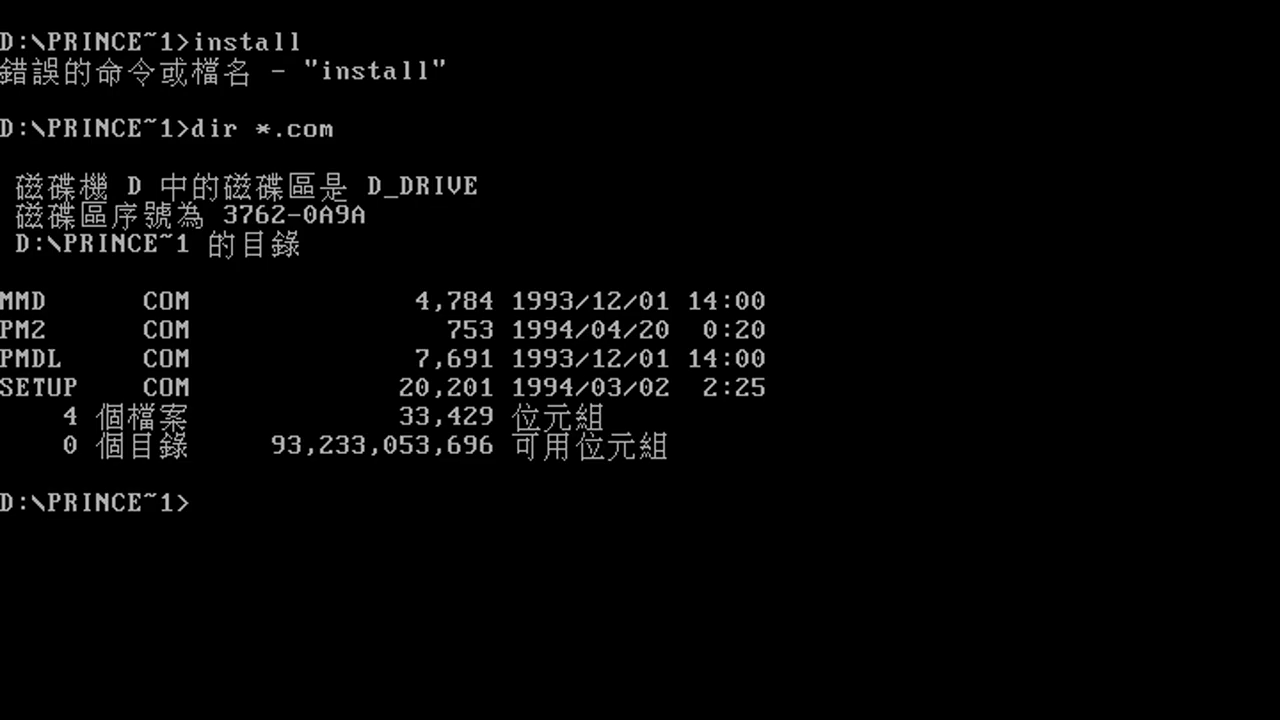 D:\PRINCE~1>install
錯誤的命令或檔名 - "install"
D:\PRINCE~1>dir *.com
磁碟機 D 中的磁碟區是 D_DRIVE
磁碟區序號為 3762-0A9A
D:\PRINCE~1 的目錄
MMD COM 4,784 1993/12/01 14:00
PM2 COM 753 1994/04/20 0:20
PMDL COM 7,691 1993/12/01 14:00
SETUP COM 20,201 1994/03/02 2:25
4 個檔案 33,429 位元組
0 個目錄 93,233,053,696 可用位元組
D:\PRINCE~1>